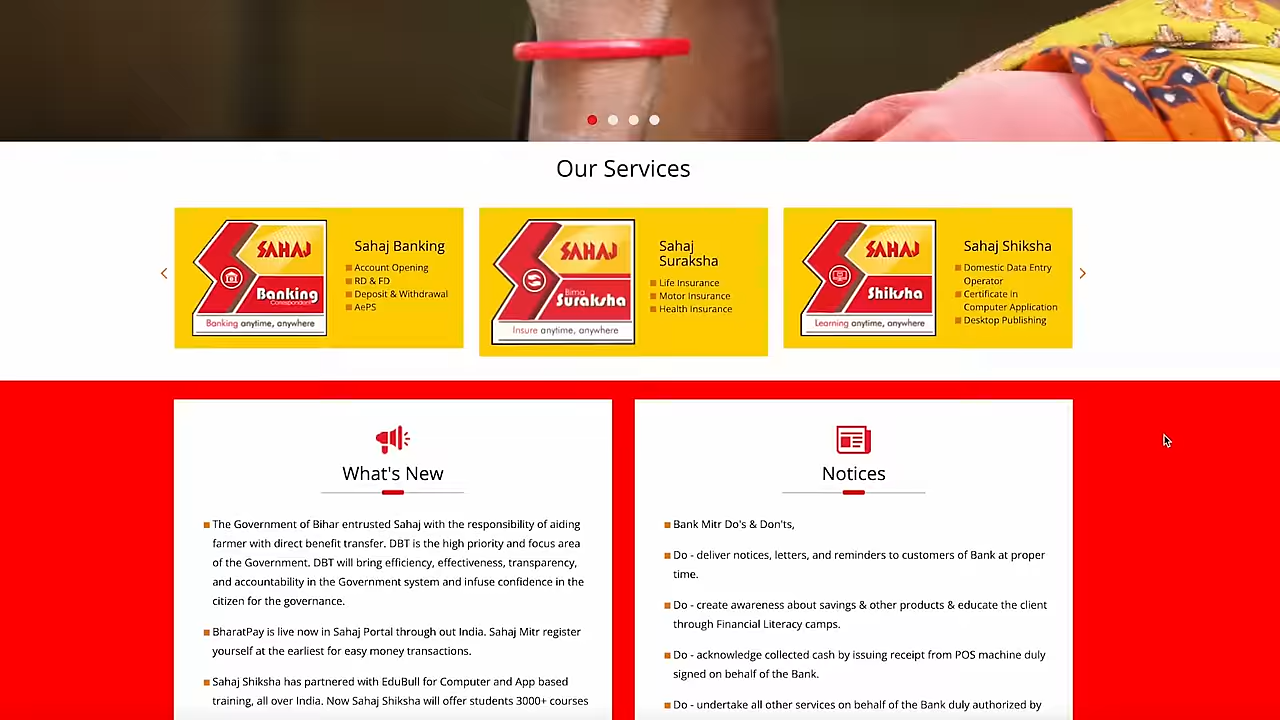 Our Services
SAHAJ
Banking
Correspondent
Banking anytime, anywhere
Sahaj Banking
Account Opening
RD & FD
Deposit & Withdrawal
AePS
SAHAJ
Bima
Suraksha
Insure anytime, anywhere
Sahaj
Suraksha
Life Insurance
Motor Insurance
Health Insurance
SAHAJ
Shiksha
Learning anytime, anywhere
Sahaj Shiksha
Domestic Data Entry
Operator
Certificate in
Computer Application
Desktop Publishing
What's New
The Government of Bihar entrusted Sahaj with the responsibility of aiding
farmer with direct benefit transfer. DBT is the high priority and focus area
of the Government. DBT will bring efficiency, effectiveness, transparency,
and accountability in the Government system and infuse confidence in the
citizen for the governance.
BharatPay is live now in Sahaj Portal through out India. Sahaj Mitr register
yourself at the earliest for easy money transactions.
Sahaj Shiksha has partnered with EduBull for Computer and App based
training, all over India. Now Sahaj Shiksha will offer students 3000+ courses
Notices
Bank Mitr Do's & Don'ts,
Do - deliver notices, letters, and reminders to customers of Bank at proper
time.
Do - create awareness about savings & other products & educate the client
through Financial Literacy camps.
Do - acknowledge collected cash by issuing receipt from POS machine duly
signed on behalf of the Bank.
Do - undertake all other services on behalf of the Bank duly authorized by